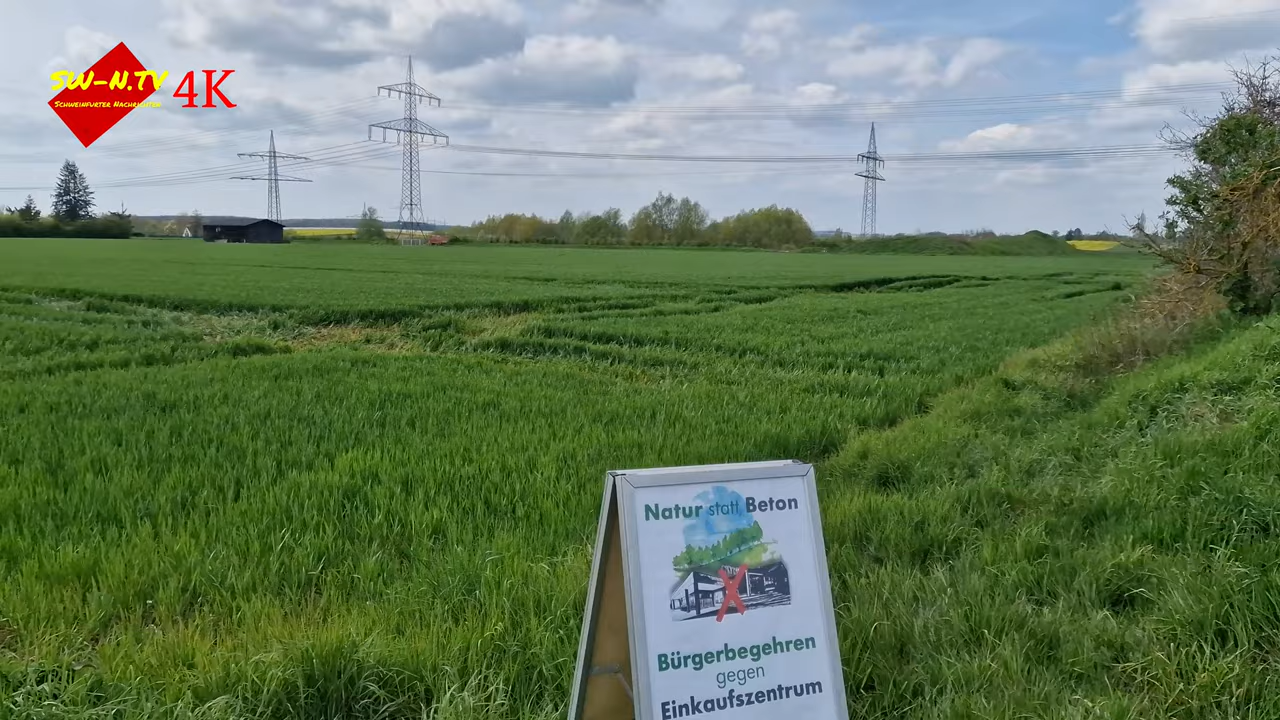 SW-N.TV
Schweinfurter Nachrichten
4K
Natur statt Beton
Bürgerbegehren
gegen
Einkaufszentrum